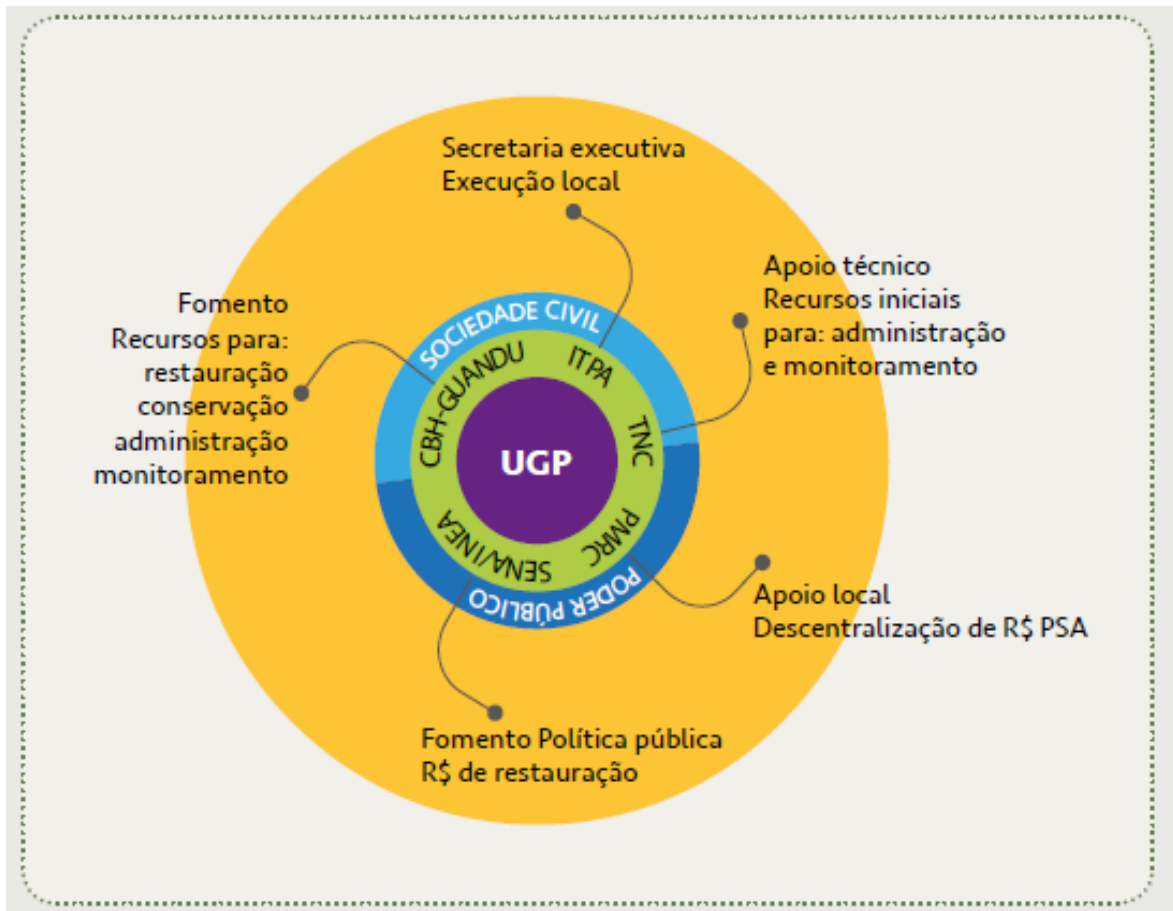 Secretaria executiva
Execução local
Apoio técnico
Recursos iniciais
para: administração
e monitoramento
Fomento
Recursos para:
restauração
conservação
administração
monitoramento
SOCIEDADE CIVIL
CBH-GUANDU
ITPA
TNC
UGP
PMRC
SENA/INEA
PODER PÚBLICO
Apoio local
Descentralização de R$ PSA
Fomento Política pública
R$ de restauração